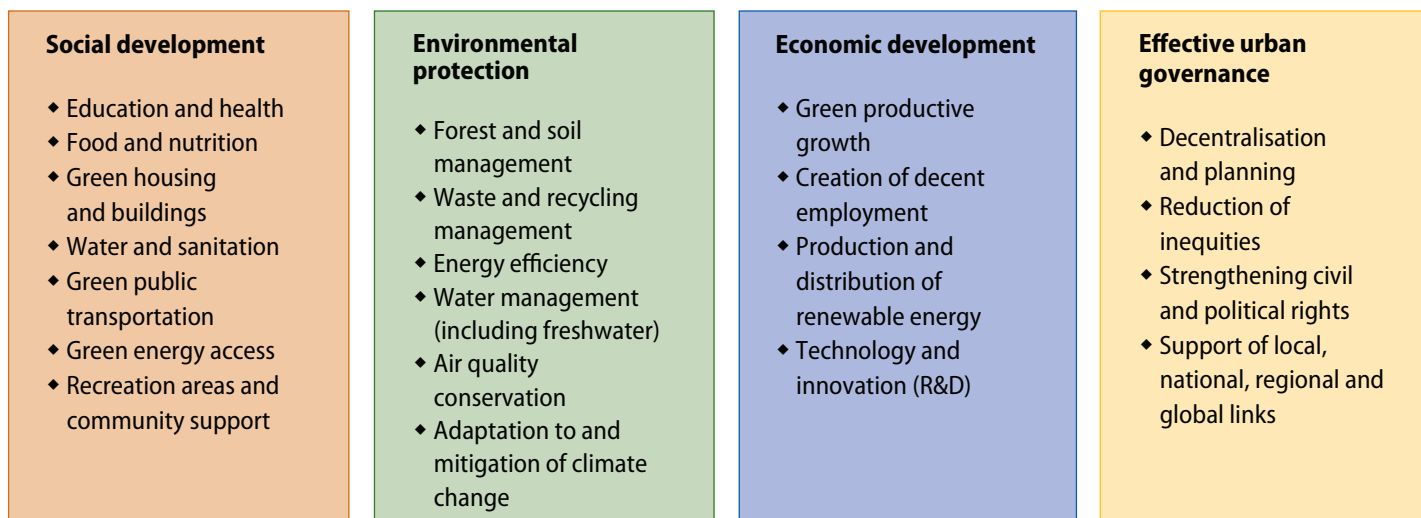 Social development
◆ Education and health
◆ Food and nutrition
◆ Green housing
and buildings
◆ Water and sanitation
◆ Green public
transportation
◆ Green energy access
◆ Recreation areas and
community support
Environmental
protection
◆ Forest and soil
management
◆ Waste and recycling
management
◆ Energy efficiency
◆ Water management
(including freshwater)
◆ Air quality
conservation
◆ Adaptation to and
mitigation of climate
change
Economic development
◆ Green productive
growth
◆ Creation of decent
employment
◆ Production and
distribution of
renewable energy
◆ Technology and
innovation (R&D)
Effective urban
governance
◆ Decentralisation
and planning
◆ Reduction of
inequities
◆ Strengthening civil
and political rights
◆ Support of local,
national, regional and
global links